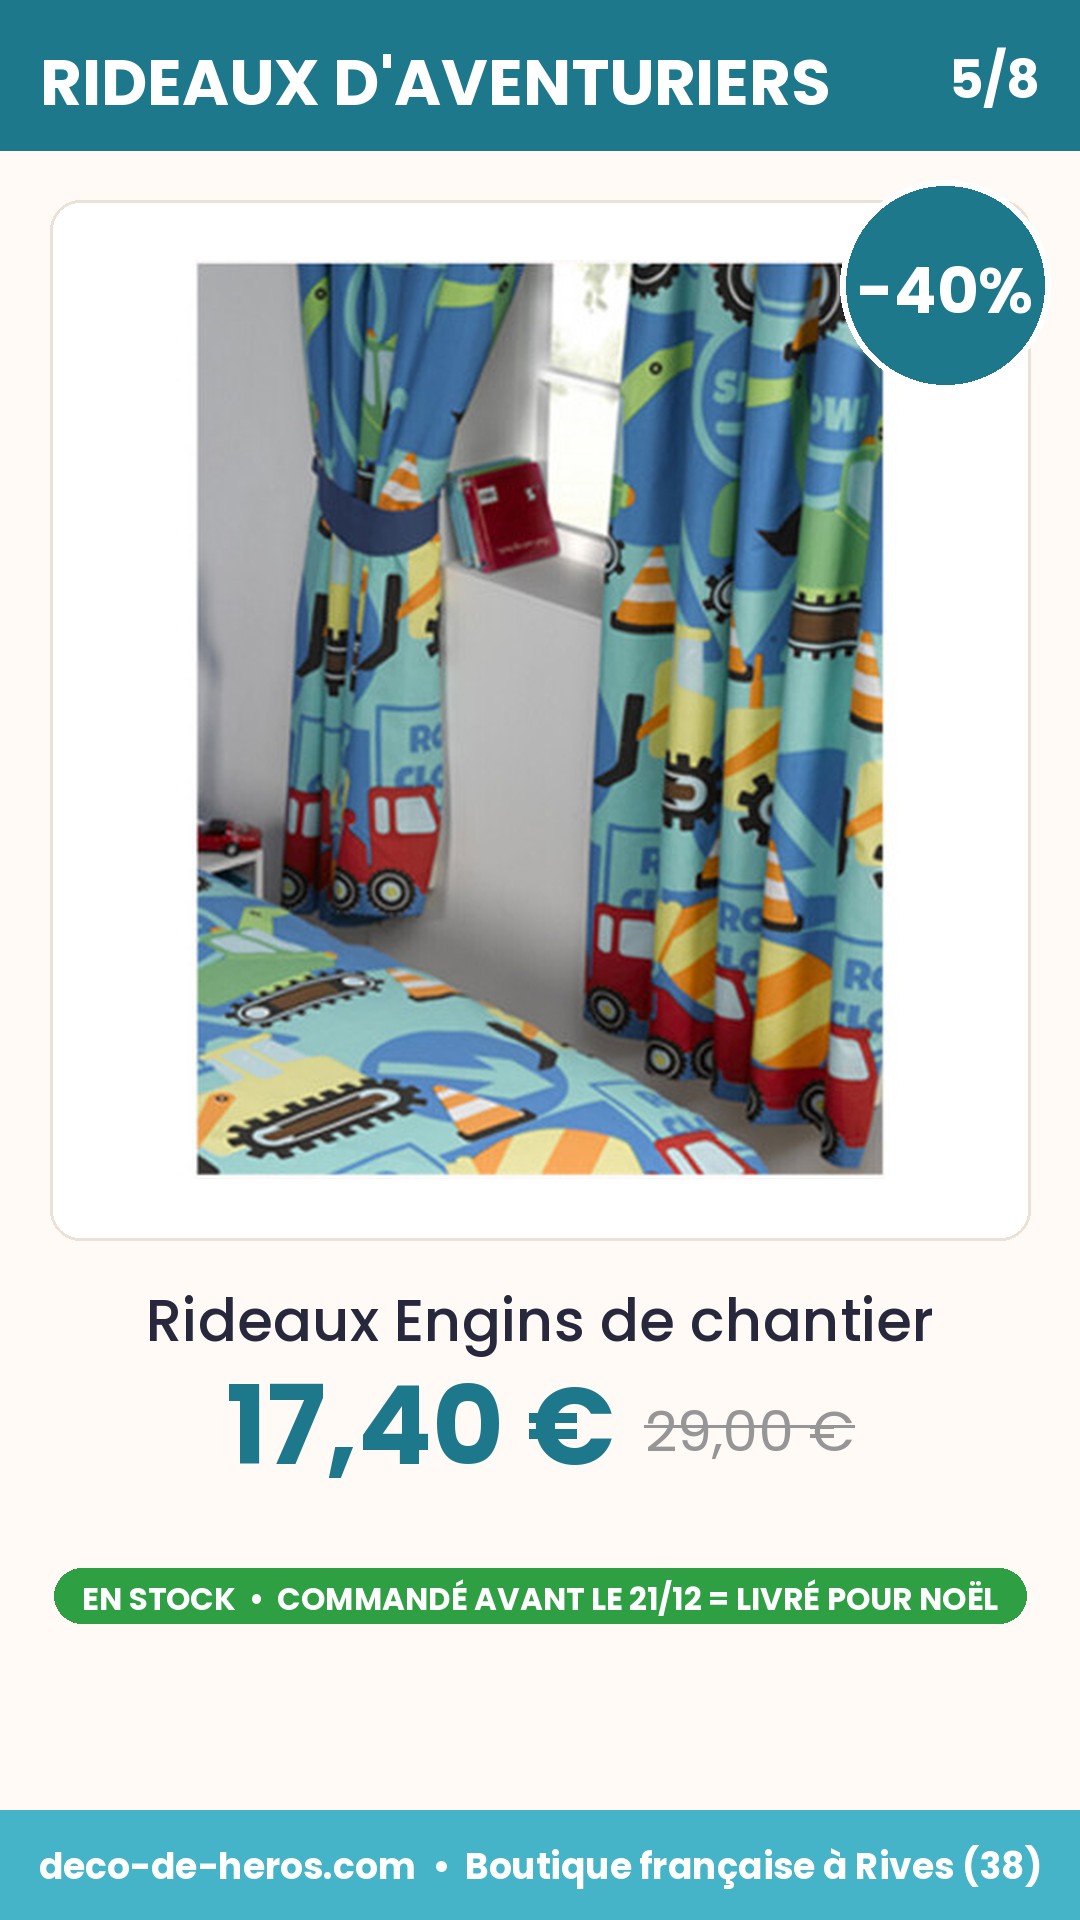 RIDEAUX D'AVENTURIERS
5/8
-40%
Rideaux Engins de chantier
17,40 € 29,00 €
EN STOCK • COMMANDÉ AVANT LE 21/12 = LIVRÉ POUR NOËL
deco-de-heros.com • Boutique française à Rives (38)